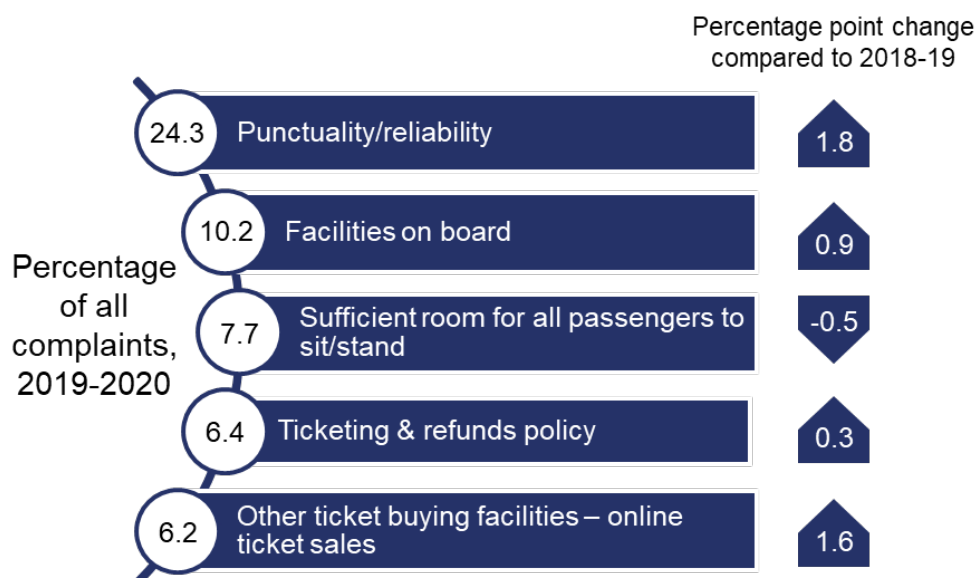 Percentage point change
compared to 2018-19
24.3 Punctuality/reliability 1.8
10.2 Facilities on board 0.9
Percentage
of all
complaints,
2019-2020
7.7 Sufficient room for all passengers to
sit/stand
-0.5
6.4 Ticketing & refunds policy 0.3
6.2 Other ticket buying facilities – online
ticket sales
1.6